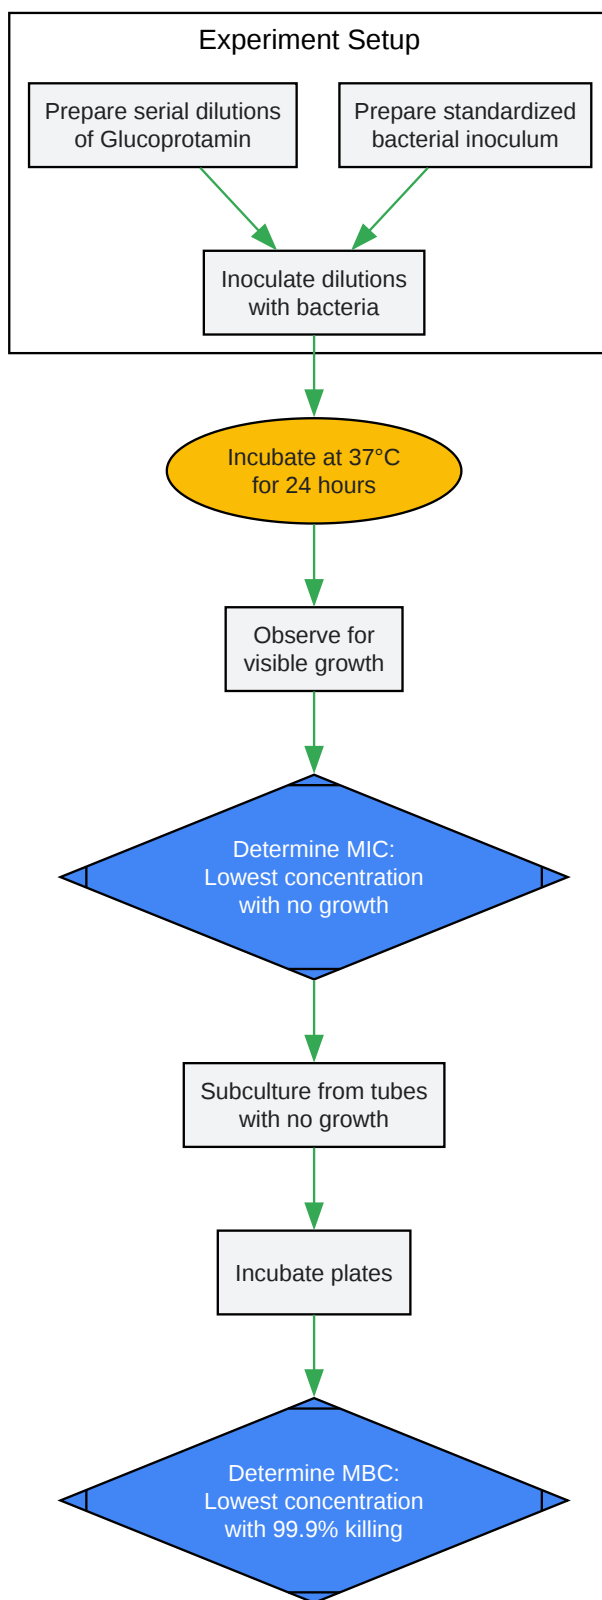 Experiment Setup
Prepare serial dilutions
of Glucoprotamin
Prepare standardized
bacterial inoculum
Inoculate dilutions
with bacteria
Incubate at 37°C
for 24 hours
Observe for
visible growth
Determine MIC:
Lowest concentration
with no growth
Subculture from tubes
with no growth
Incubate plates
Determine MBC:
Lowest concentration
with 99.9% killing